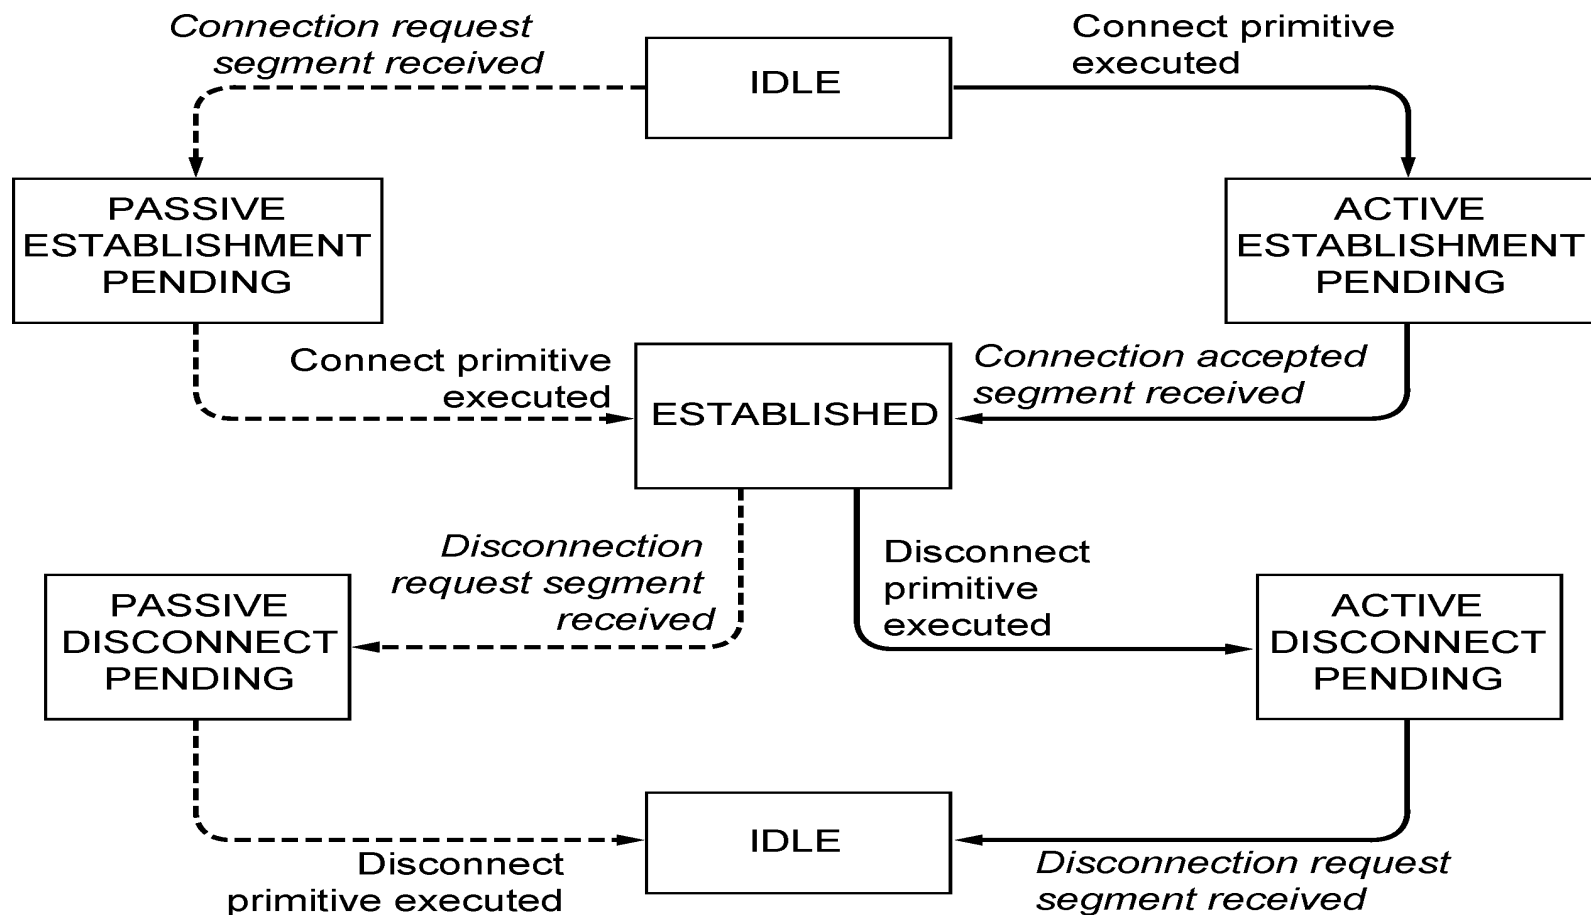 Connection request
segment received
IDLE
Connect primitive
executed
PASSIVE
ESTABLISHMENT
PENDING
ACTIVE
ESTABLISHMENT
PENDING
Connect primitive
executed
ESTABLISHED
Connection accepted
segment received
Disconnection
request segment
received
Disconnect
primitive
executed
PASSIVE
DISCONNECT
PENDING
ACTIVE
DISCONNECT
PENDING
IDLE
Disconnect
primitive executed
Disconnection request
segment received